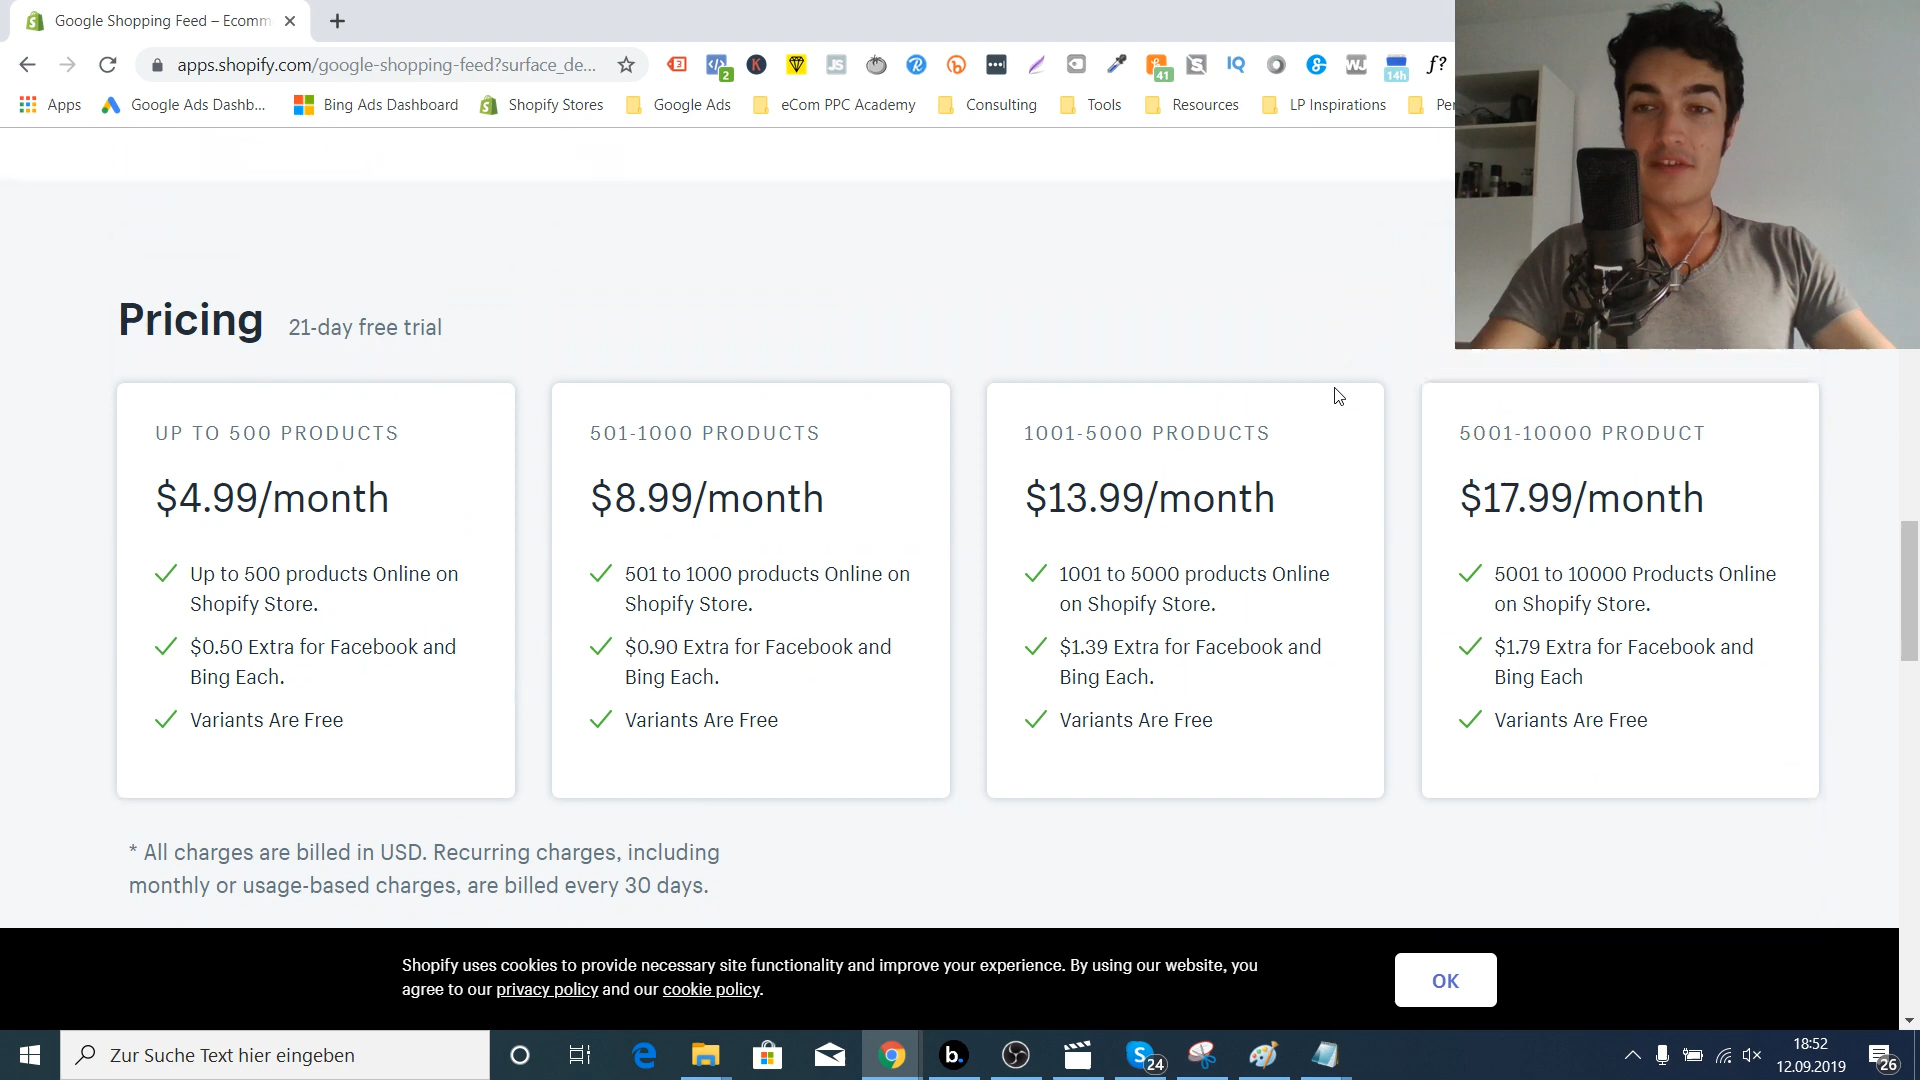 Google Shopping Feed – Ecomm
apps.shopify.com/google-shopping-feed?surface_de...
3
2
K
JS
41
IQ
WJ
14h
f?
Apps
Google Ads Dashb...
Bing Ads Dashboard
Shopify Stores
Google Ads
eCom PPC Academy
Consulting
Tools
Resources
LP Inspirations
Per
Pricing 21-day free trial
UP TO 500 PRODUCTS
$4.99/month
Up to 500 products Online on
Shopify Store.
$0.50 Extra for Facebook and
Bing Each.
Variants Are Free
501-1000 PRODUCTS
$8.99/month
501 to 1000 products Online on
Shopify Store.
$0.90 Extra for Facebook and
Bing Each.
Variants Are Free
1001-5000 PRODUCTS
$13.99/month
1001 to 5000 products Online
on Shopify Store.
$1.39 Extra for Facebook and
Bing Each.
Variants Are Free
5001-10000 PRODUCT
$17.99/month
5001 to 10000 Products Online
on Shopify Store.
$1.79 Extra for Facebook and
Bing Each
Variants Are Free
* All charges are billed in USD. Recurring charges, including
monthly or usage-based charges, are billed every 30 days.
Shopify uses cookies to provide necessary site functionality and improve your experience. By using our website, you
agree to our privacy policy and our cookie policy.
OK
Zur Suche Text hier eingeben
b.
24
18:52
12.09.2019
26